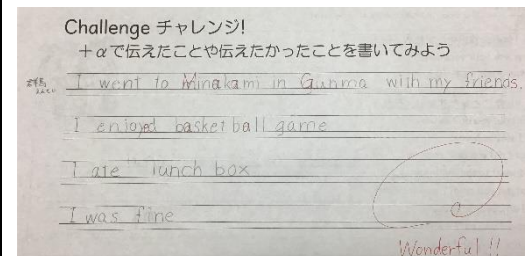 Challenge チャレンジ!
+αで伝えたことや伝えたかったことを書いてみよう
I went to Minakami in Gunma with my friends.
I enjoyed basketball game
I ate lunch box
I was fine
Wonderful!!